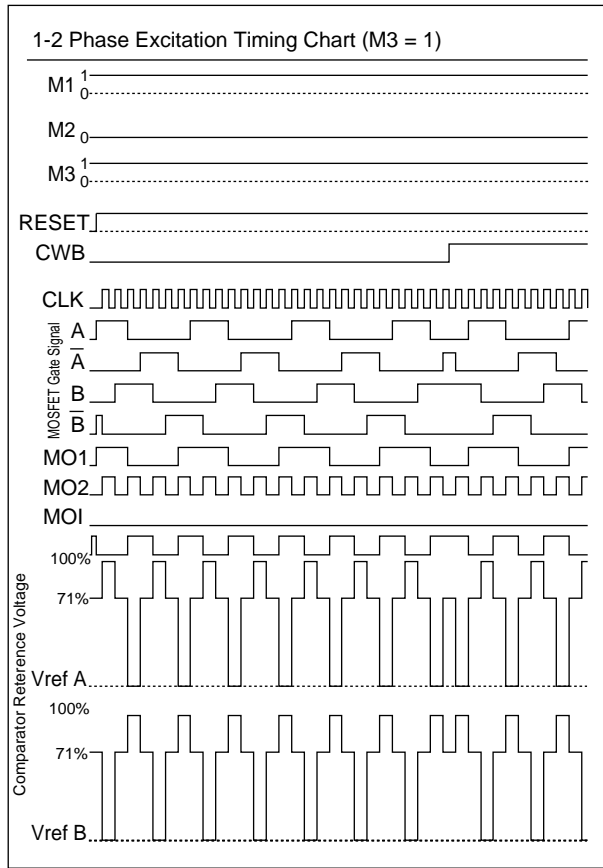 1-2 Phase Excitation Timing Chart (M3 = 1)
M1 1
0
M2 0
M3 1
0
RESET
CWB
CLK
MOSFET Gate Signal
A
A
B
B
MO1
MO2
MOI
Comparator Reterence Voltage
100%
71%
Vref A
100%
71%
Vref B